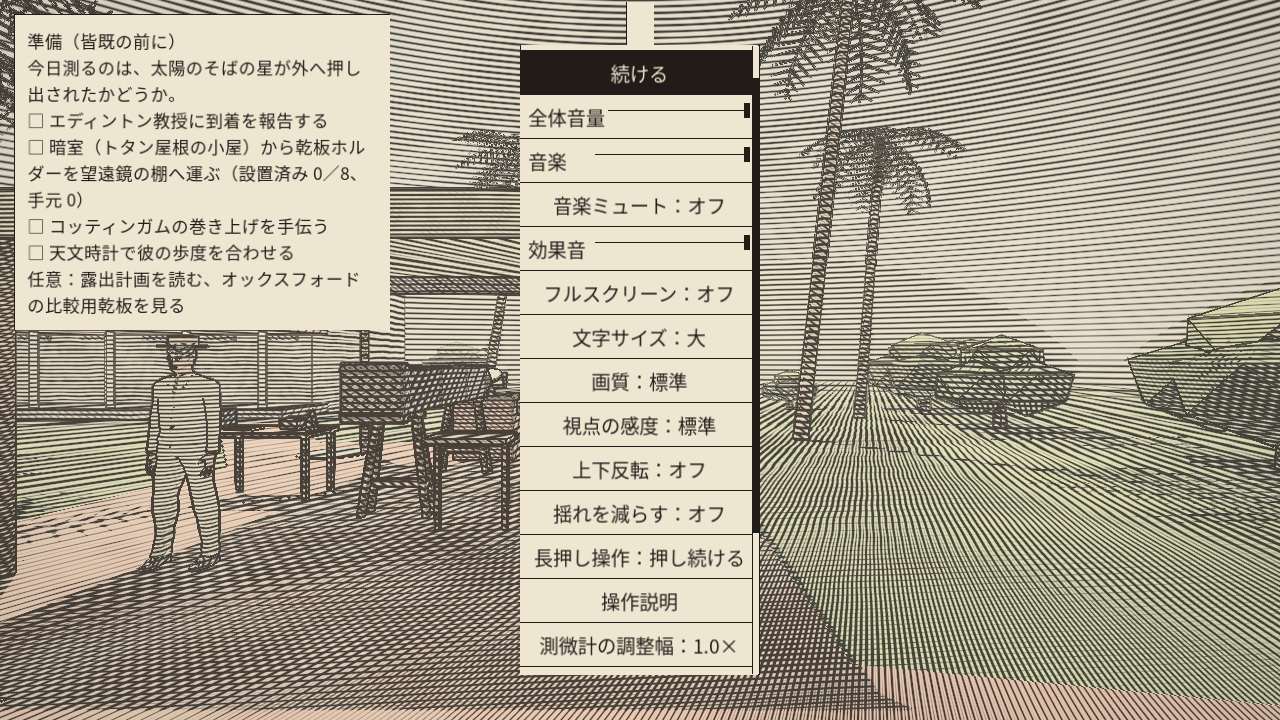 準備（皆既の前に）
今日測るのは、太陽のそばの星が外へ押し
出されたかどうか。
□ エディントン教授に到着を報告する
□ 暗室（トタン屋根の小屋）から乾板ホル
ダーを望遠鏡の棚へ運ぶ（設置済み 0／8、
手元 0）
□ コッティンガムの巻き上げを手伝う
□ 天文時計で彼の歩度を合わせる
任意：露出計画を読む、オックスフォード
の比較用乾板を見る
続ける
全体音量
音楽
音楽ミュート：オフ
効果音
フルスクリーン：オフ
文字サイズ：大
画質：標準
視点の感度：標準
上下反転：オフ
揺れを減らす：オフ
長押し操作：押し続ける
操作説明
測微計の調整幅：1.0×